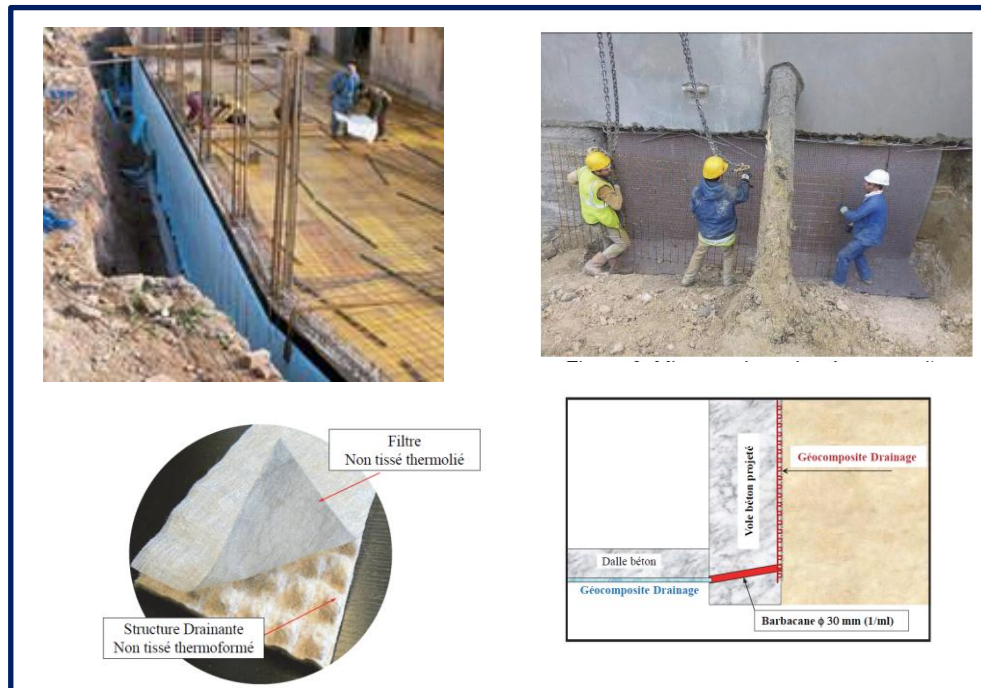 Filtre
Non tissé thermolié
Structure Drainante
Non tissé thermoformé
Vole béton projeté
Géocomposite Drainage
Dalle béton
Géocomposite Drainage
Barbacane ϕ 30 mm (1/ml)